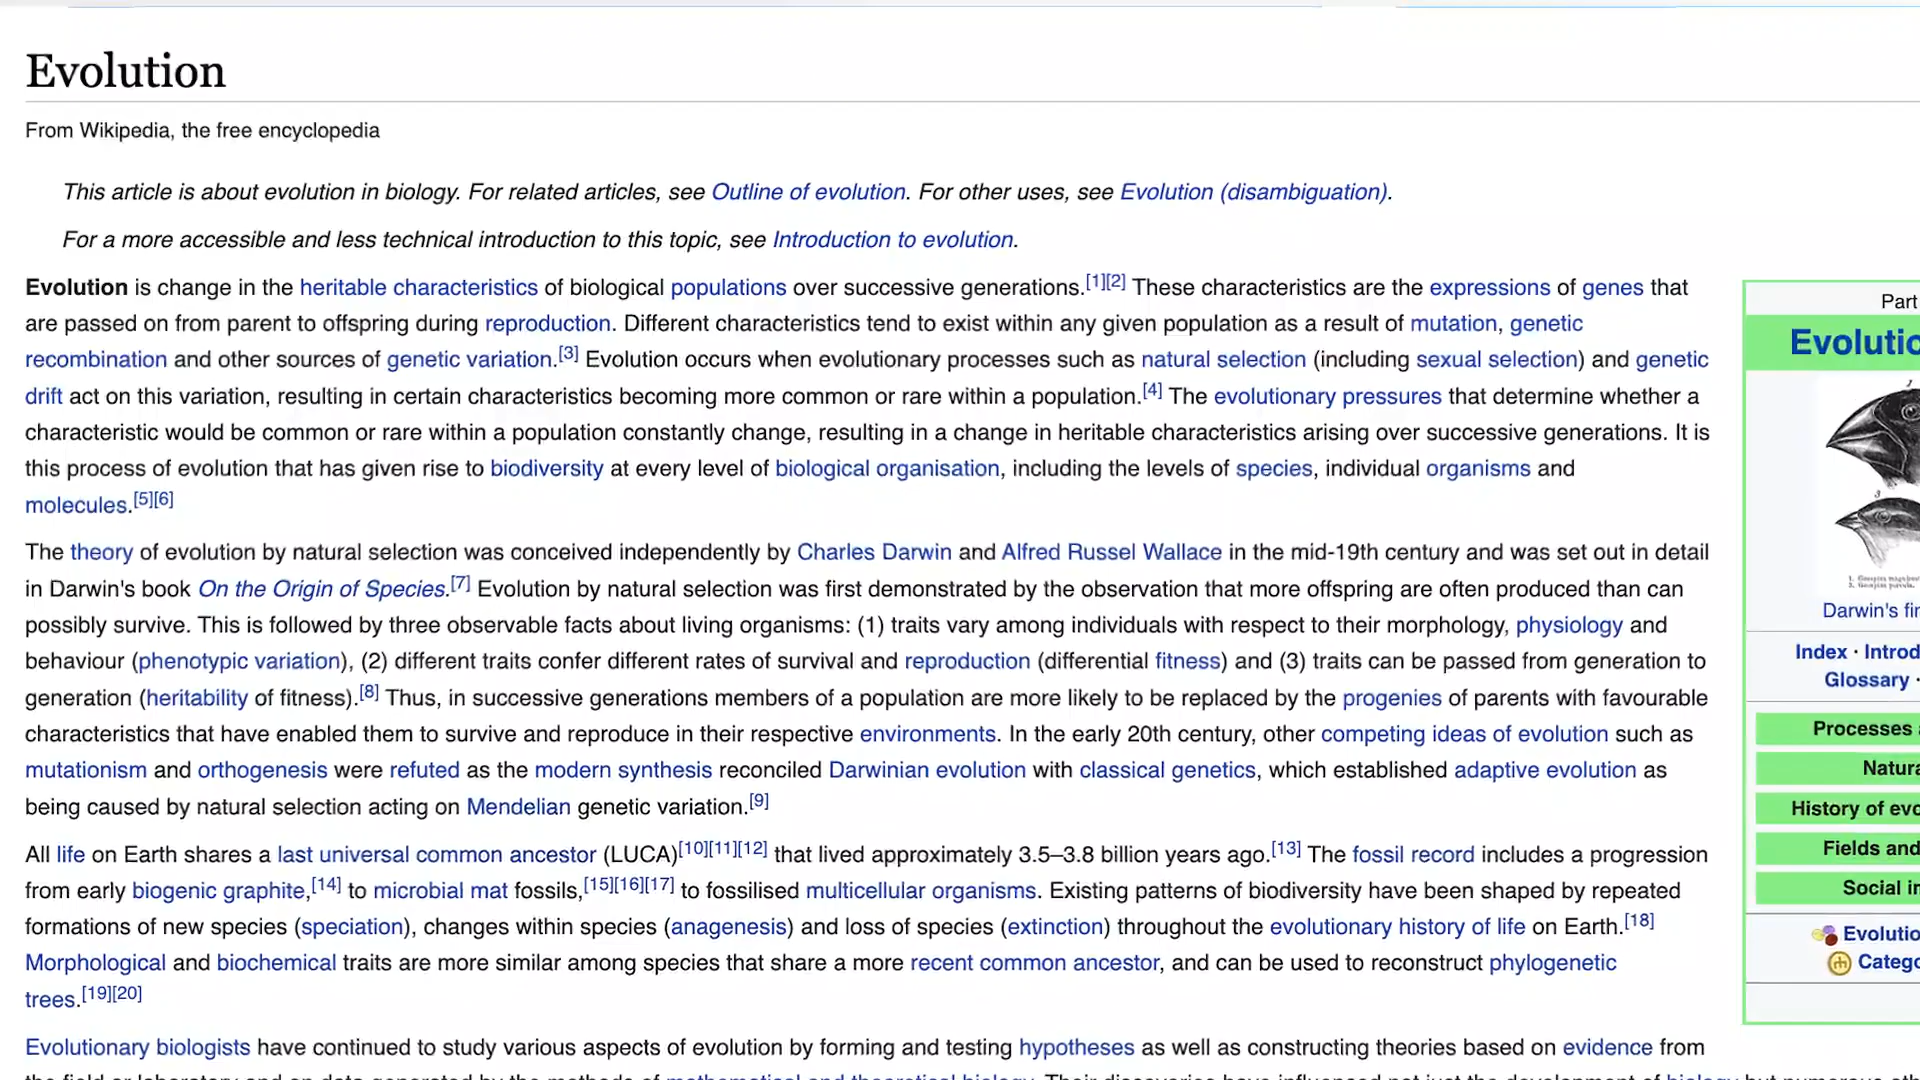 Evolution
From Wikipedia, the free encyclopedia
This article is about evolution in biology. For related articles, see Outline of evolution. For other uses, see Evolution (disambiguation).
For a more accessible and less technical introduction to this topic, see Introduction to evolution.
Evolution is change in the heritable characteristics of biological populations over successive generations.[1][2] These characteristics are the expressions of genes that
are passed on from parent to offspring during reproduction. Different characteristics tend to exist within any given population as a result of mutation, genetic
recombination and other sources of genetic variation.[3] Evolution occurs when evolutionary processes such as natural selection (including sexual selection) and genetic
drift act on this variation, resulting in certain characteristics becoming more common or rare within a population.[4] The evolutionary pressures that determine whether a
characteristic would be common or rare within a population constantly change, resulting in a change in heritable characteristics arising over successive generations. It is
this process of evolution that has given rise to biodiversity at every level of biological organisation, including the levels of species, individual organisms and
molecules.[5][6]
The theory of evolution by natural selection was conceived independently by Charles Darwin and Alfred Russel Wallace in the mid-19th century and was set out in detail
in Darwin's book On the Origin of Species.[7] Evolution by natural selection was first demonstrated by the observation that more offspring are often produced than can
possibly survive. This is followed by three observable facts about living organisms: (1) traits vary among individuals with respect to their morphology, physiology and
behaviour (phenotypic variation), (2) different traits confer different rates of survival and reproduction (differential fitness) and (3) traits can be passed from generation to
generation (heritability of fitness).[8] Thus, in successive generations members of a population are more likely to be replaced by the progenies of parents with favourable
characteristics that have enabled them to survive and reproduce in their respective environments. In the early 20th century, other competing ideas of evolution such as
mutationism and orthogenesis were refuted as the modern synthesis reconciled Darwinian evolution with classical genetics, which established adaptive evolution as
being caused by natural selection acting on Mendelian genetic variation.[9]
All life on Earth shares a last universal common ancestor (LUCA)[10][11][12] that lived approximately 3.5–3.8 billion years ago.[13] The fossil record includes a progression
from early biogenic graphite,[14] to microbial mat fossils,[15][16][17] to fossilised multicellular organisms. Existing patterns of biodiversity have been shaped by repeated
formations of new species (speciation), changes within species (anagenesis) and loss of species (extinction) throughout the evolutionary history of life on Earth.[18]
Morphological and biochemical traits are more similar among species that share a more recent common ancestor, and can be used to reconstruct phylogenetic
trees.[19][20]
Evolutionary biologists have continued to study various aspects of evolution by forming and testing hypotheses as well as constructing theories based on evidence from
Part
Evolutio
Darwin's fin
Index · Introd
Glossary ·
Processes
Natura
History of evo
Fields and
Social im
Evolutio
Catego